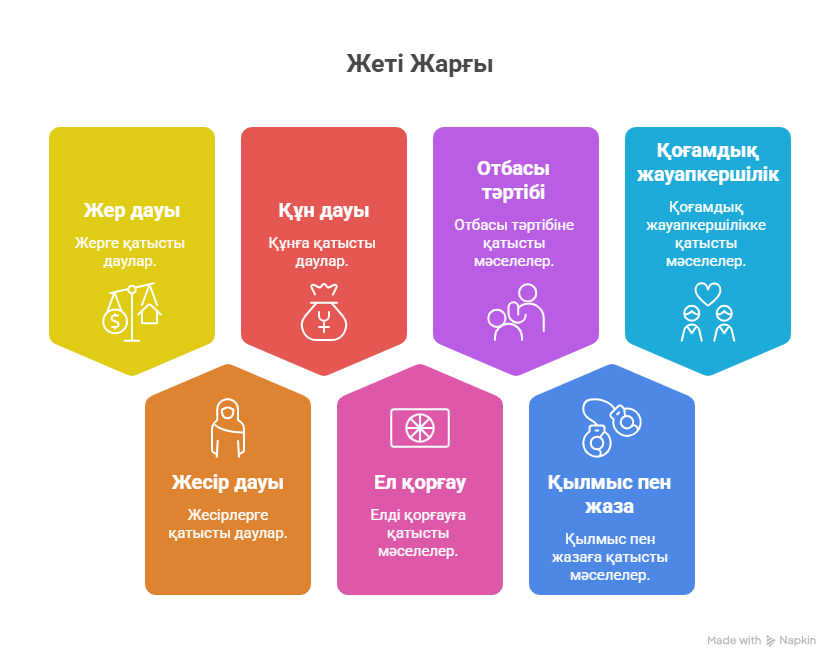 Жеті Жарғы
Жер дауы
Жерге қатысты
даулар.
Құн дауы
Құнға қатысты
даулар.
Отбасы
тәртібі
Отбасы тәртібіне
қатысты
мәселелер.
Қоғамдық
жауапкершілік
Қоғамдық
жауапкершілікке
қатысты
мәселелер.
Жесір дауы
Жесірлерге
қатысты даулар.
Ел қорғау
Елді қорғауға
қатысты
мәселелер.
Қылмыс пен
жаза
Қылмыс пен
жазаға қатысты
мәселелер.
Made with Napkin